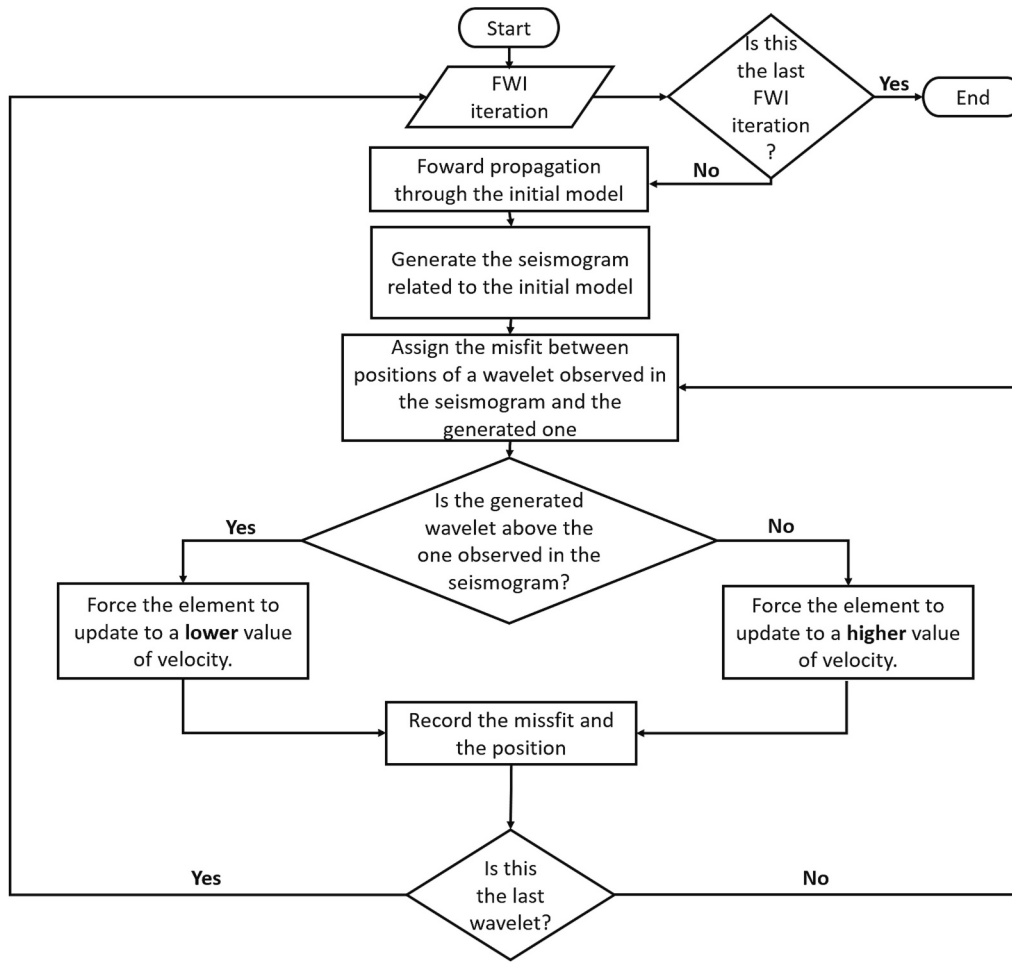 Start
FWI
iteration
Is this
the last
FWI
iteration
?
Yes
End
No
Foward propagation
through the initial model
Generate the seismogram
related to the initial model
Assign the misfit between
positions of a wavelet observed
in the seismogram and the
generated one
Is the generated
wavelet above the
one observed in the
seismogram?
Yes
No
Force the element to
update to a lower value
of velocity.
Force the element to
update to a higher value
of velocity.
Record the missfit and
the position
Is this
the last
wavelet?
Yes
No